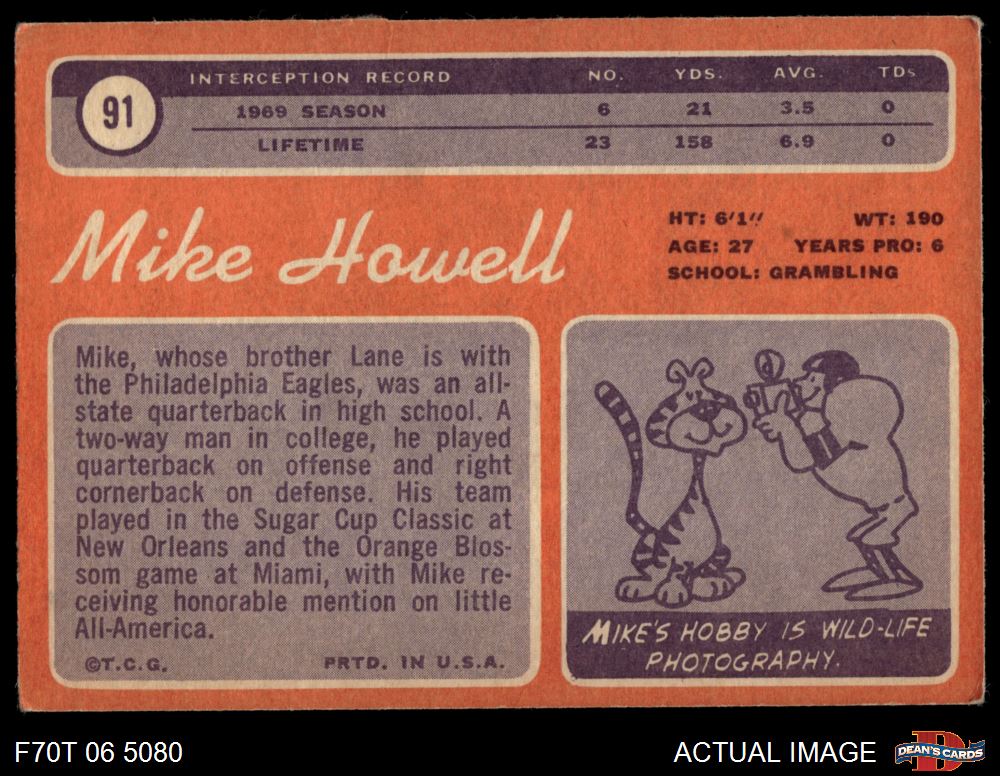 91
INTERCEPTION RECORD NO. YDS. AVG. TDs
1969 SEASON 6 21 3.5 0
LIFETIME 23 158 6.9 0
Mike Howell
HT: 6'1" WT: 190
AGE: 27 YEARS PRO: 6
SCHOOL: GRAMBLING
Mike, whose brother Lane is with
the Philadelphia Eagles, was an all-
state quarterback in high school. A
two-way man in college, he played
quarterback on offense and right
cornerback on defense. His team
played in the Sugar Cup Classic at
New Orleans and the Orange Blos-
som game at Miami, with Mike re-
ceiving honorable mention on little
All-America.
©T.C.G. PRTD. IN U.S.A.
MIKE'S HOBBY IS WILD-LIFE
PHOTOGRAPHY.
F70T 06 5080
ACTUAL IMAGE
D
DEAN'S CARDS